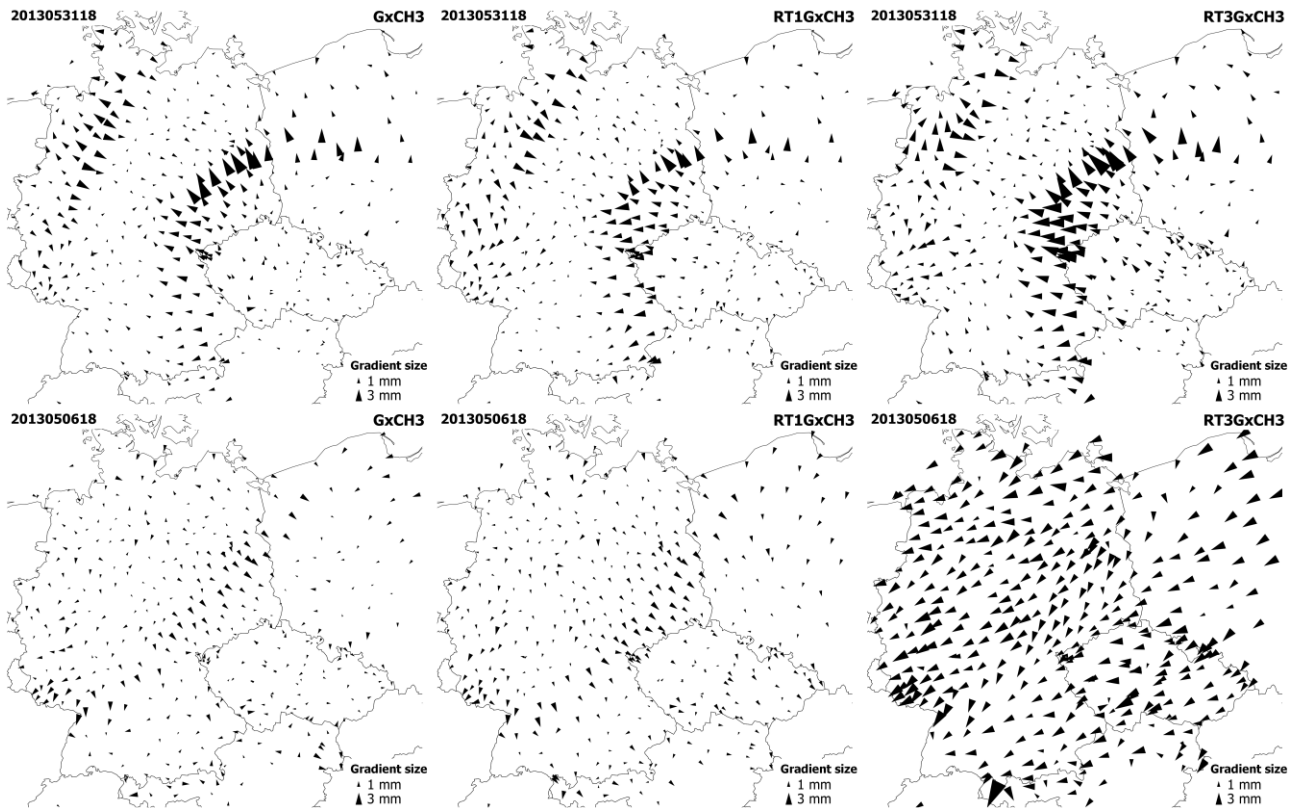 2013053118 GxCH3
2013053118 RT1GxCH3
2013053118 RT3GxCH3
Gradient size
1 mm
3 mm
Gradient size
1 mm
3 mm
Gradient size
1 mm
3 mm
2013050618 GxCH3
2013050618 RT1GxCH3
2013050618 RT3GxCH3
Gradient size
1 mm
3 mm
Gradient size
1 mm
3 mm
Gradient size
1 mm
3 mm